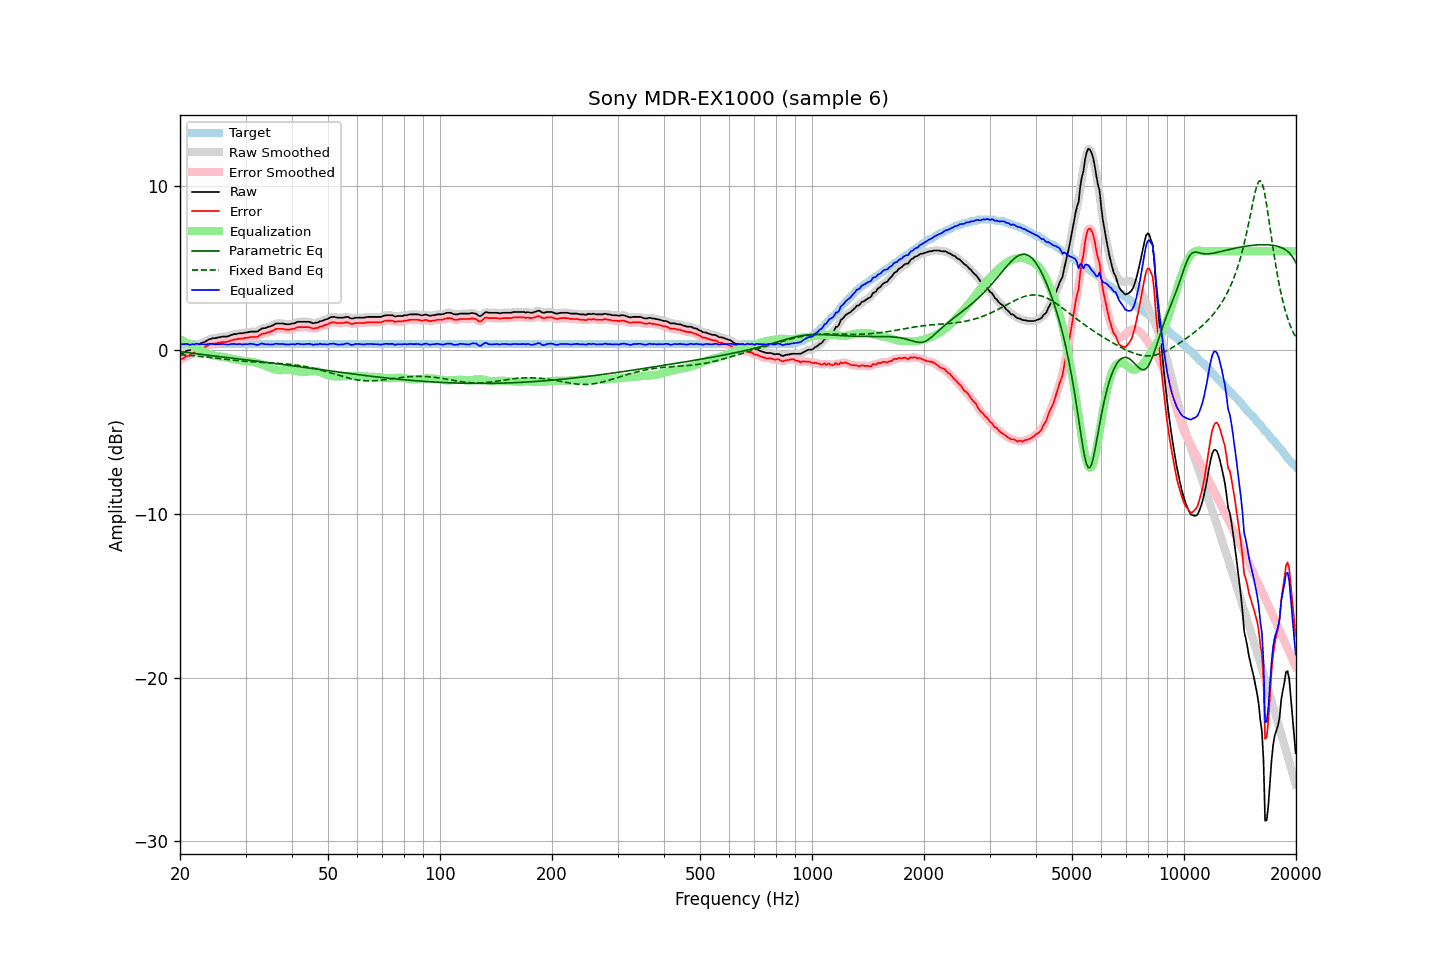 Sony MDR-EX1000 (sample 6)
Target
Raw Smoothed
Error Smoothed
Raw
Error
Equalization
Parametric Eq
Fixed Band Eq
Equalized
Amplitude (dBr)
10
0
−10
−20
−30
20 50 100 200 500 1000 2000 5000 10000 20000
Frequency (Hz)